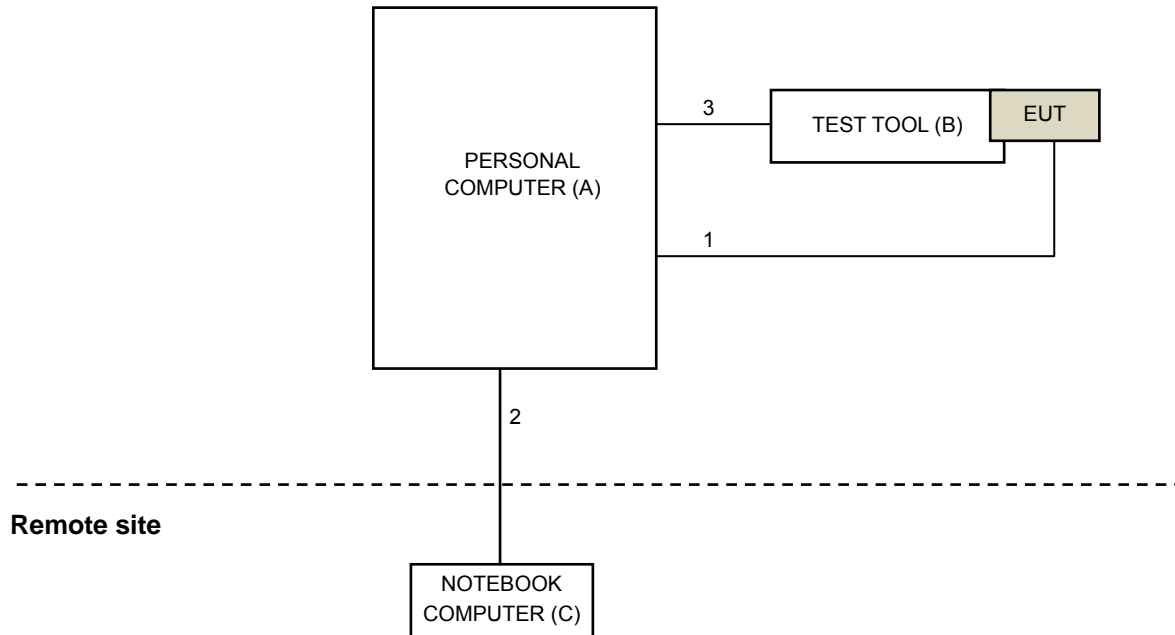 EUT
3
TEST TOOL (B)
PERSONAL
COMPUTER (A)
1
2
Remote site
NOTEBOOK
COMPUTER (C)